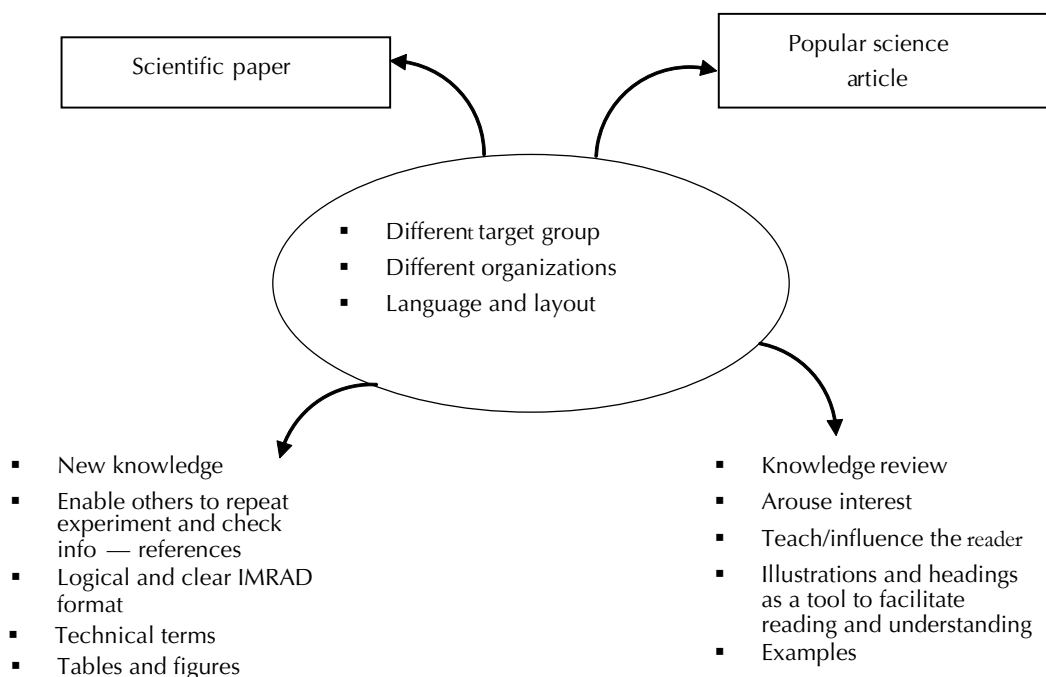 Scientific paper
Popular science
article
▪ Different target group
▪ Different organizations
▪ Language and layout
▪ New knowledge
▪ Enable others to repeat
experiment and check
info — references
▪ Logical and clear IMRAD
format
▪ Technical terms
▪ Tables and figures
▪ Knowledge review
▪ Arouse interest
▪ Teach/influence the reader
▪ Illustrations and headings
as a tool to facilitate
reading and understanding
▪ Examples